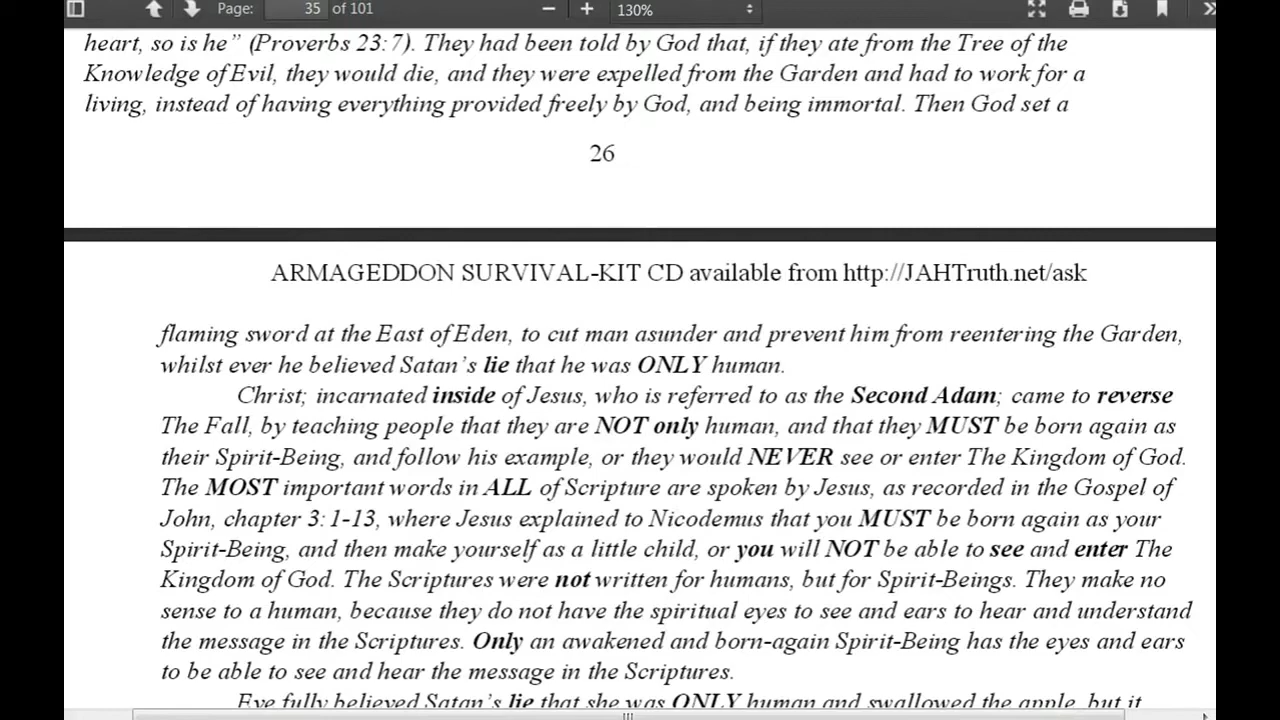 Page: 35 of 101 130%
heart, so is he” (Proverbs 23:7). They had been told by God that, if they ate from the Tree of the
Knowledge of Evil, they would die, and they were expelled from the Garden and had to work for a
living, instead of having everything provided freely by God, and being immortal. Then God set a
26
ARMAGEDDON SURVIVAL-KIT CD available from http://JAHTruth.net/ask
flaming sword at the East of Eden, to cut man asunder and prevent him from reentering the Garden,
whilst ever he believed Satan’s lie that he was ONLY human.
Christ; incarnated inside of Jesus, who is referred to as the Second Adam; came to reverse
The Fall, by teaching people that they are NOT only human, and that they MUST be born again as
their Spirit-Being, and follow his example, or they would NEVER see or enter The Kingdom of God.
The MOST important words in ALL of Scripture are spoken by Jesus, as recorded in the Gospel of
John, chapter 3:1-13, where Jesus explained to Nicodemus that you MUST be born again as your
Spirit-Being, and then make yourself as a little child, or you will NOT be able to see and enter The
Kingdom of God. The Scriptures were not written for humans, but for Spirit-Beings. They make no
sense to a human, because they do not have the spiritual eyes to see and ears to hear and understand
the message in the Scriptures. Only an awakened and born-again Spirit-Being has the eyes and ears
to be able to see and hear the message in the Scriptures.
Eve fully believed Satan’s lie that she was ONLY human and swallowed the apple, but it